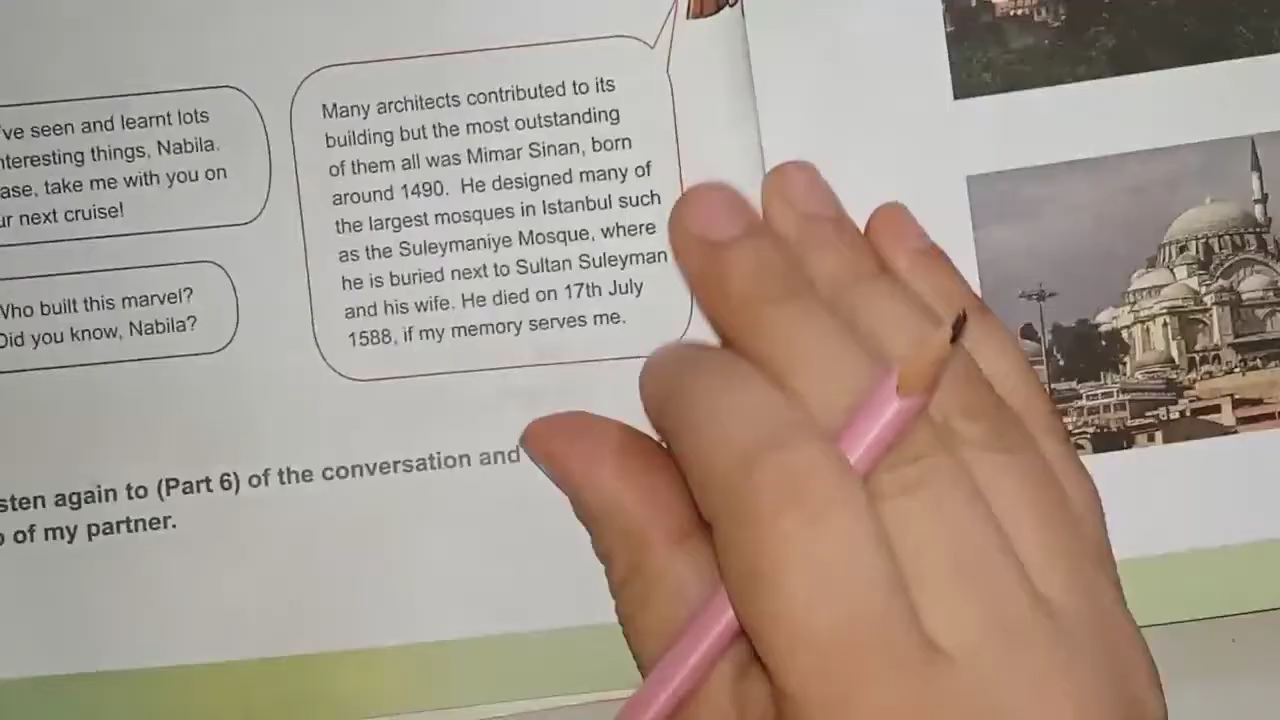 've seen and learnt lots
nteresting things, Nabila.
ase, take me with you on
ur next cruise!
Who built this marvel?
Did you know, Nabila?
Many architects contributed to its
building but the most outstanding
of them all was Mimar Sinan, born
around 1490. He designed many of
the largest mosques in Istanbul such
as the Suleymaniye Mosque, where
he is buried next to Sultan Suleyman
and his wife. He died on 17th July
1588, if my memory serves me.
sten again to (Part 6) of the conversation and
of my partner.